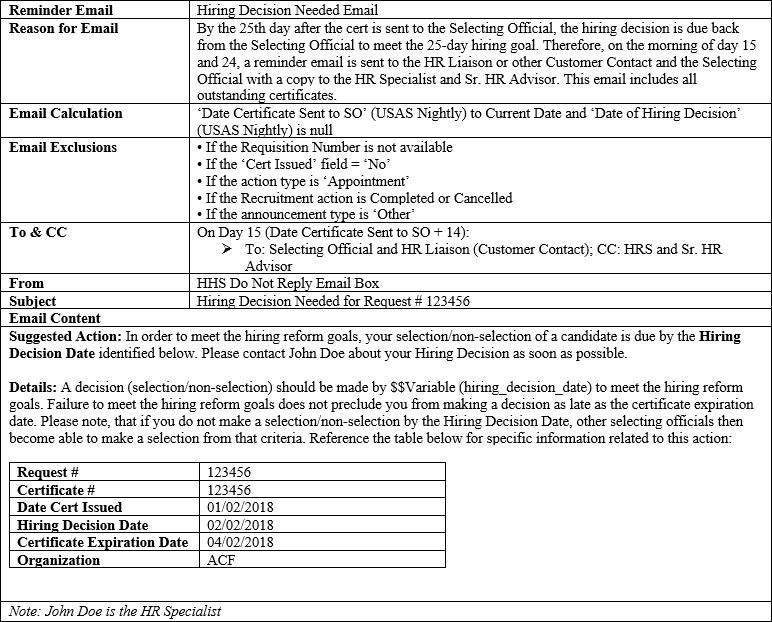 Reminder Email Hiring Decision Needed Email
Reason for Email By the 25th day after the cert is sent to the Selecting Official, the hiring decision is due back
from the Selecting Official to meet the 25-day hiring goal. Therefore, on the morning of day 15
and 24, a reminder email is sent to the HR Liaison or other Customer Contact and the Selecting
Official with a copy to the HR Specialist and Sr. HR Advisor. This email includes all
outstanding certificates.
Email Calculation ‘Date Certificate Sent to SO’ (USAS Nightly) to Current Date and ‘Date of Hiring Decision’
(USAS Nightly) is null
Email Exclusions • If the Requisition Number is not available
• If the ‘Cert Issued’ field = ‘No’
• If the action type is ‘Appointment’
• If the Recruitment action is Completed or Cancelled
• If the announcement type is ‘Other’
To & CC On Day 15 (Date Certificate Sent to SO + 14):
➢ To: Selecting Official and HR Liaison (Customer Contact); CC: HRS and Sr. HR
Advisor
From HHS Do Not Reply Email Box
Subject Hiring Decision Needed for Request # 123456
Email Content
Suggested Action: In order to meet the hiring reform goals, your selection/non-selection of a candidate is due by the Hiring
Decision Date identified below. Please contact John Doe about your Hiring Decision as soon as possible.
Details: A decision (selection/non-selection) should be made by $$Variable (hiring_decision_date) to meet the hiring reform
goals. Failure to meet the hiring reform goals does not preclude you from making a decision as late as the certificate expiration
date. Please note, that if you do not make a selection/non-selection by the Hiring Decision Date, other selecting officials then
become able to make a selection from that criteria. Reference the table below for specific information related to this action:
Request # 123456
Certificate # 123456
Date Cert Issued 01/02/2018
Hiring Decision Date 02/02/2018
Certificate Expiration Date 04/02/2018
Organization ACF
Note: John Doe is the HR Specialist